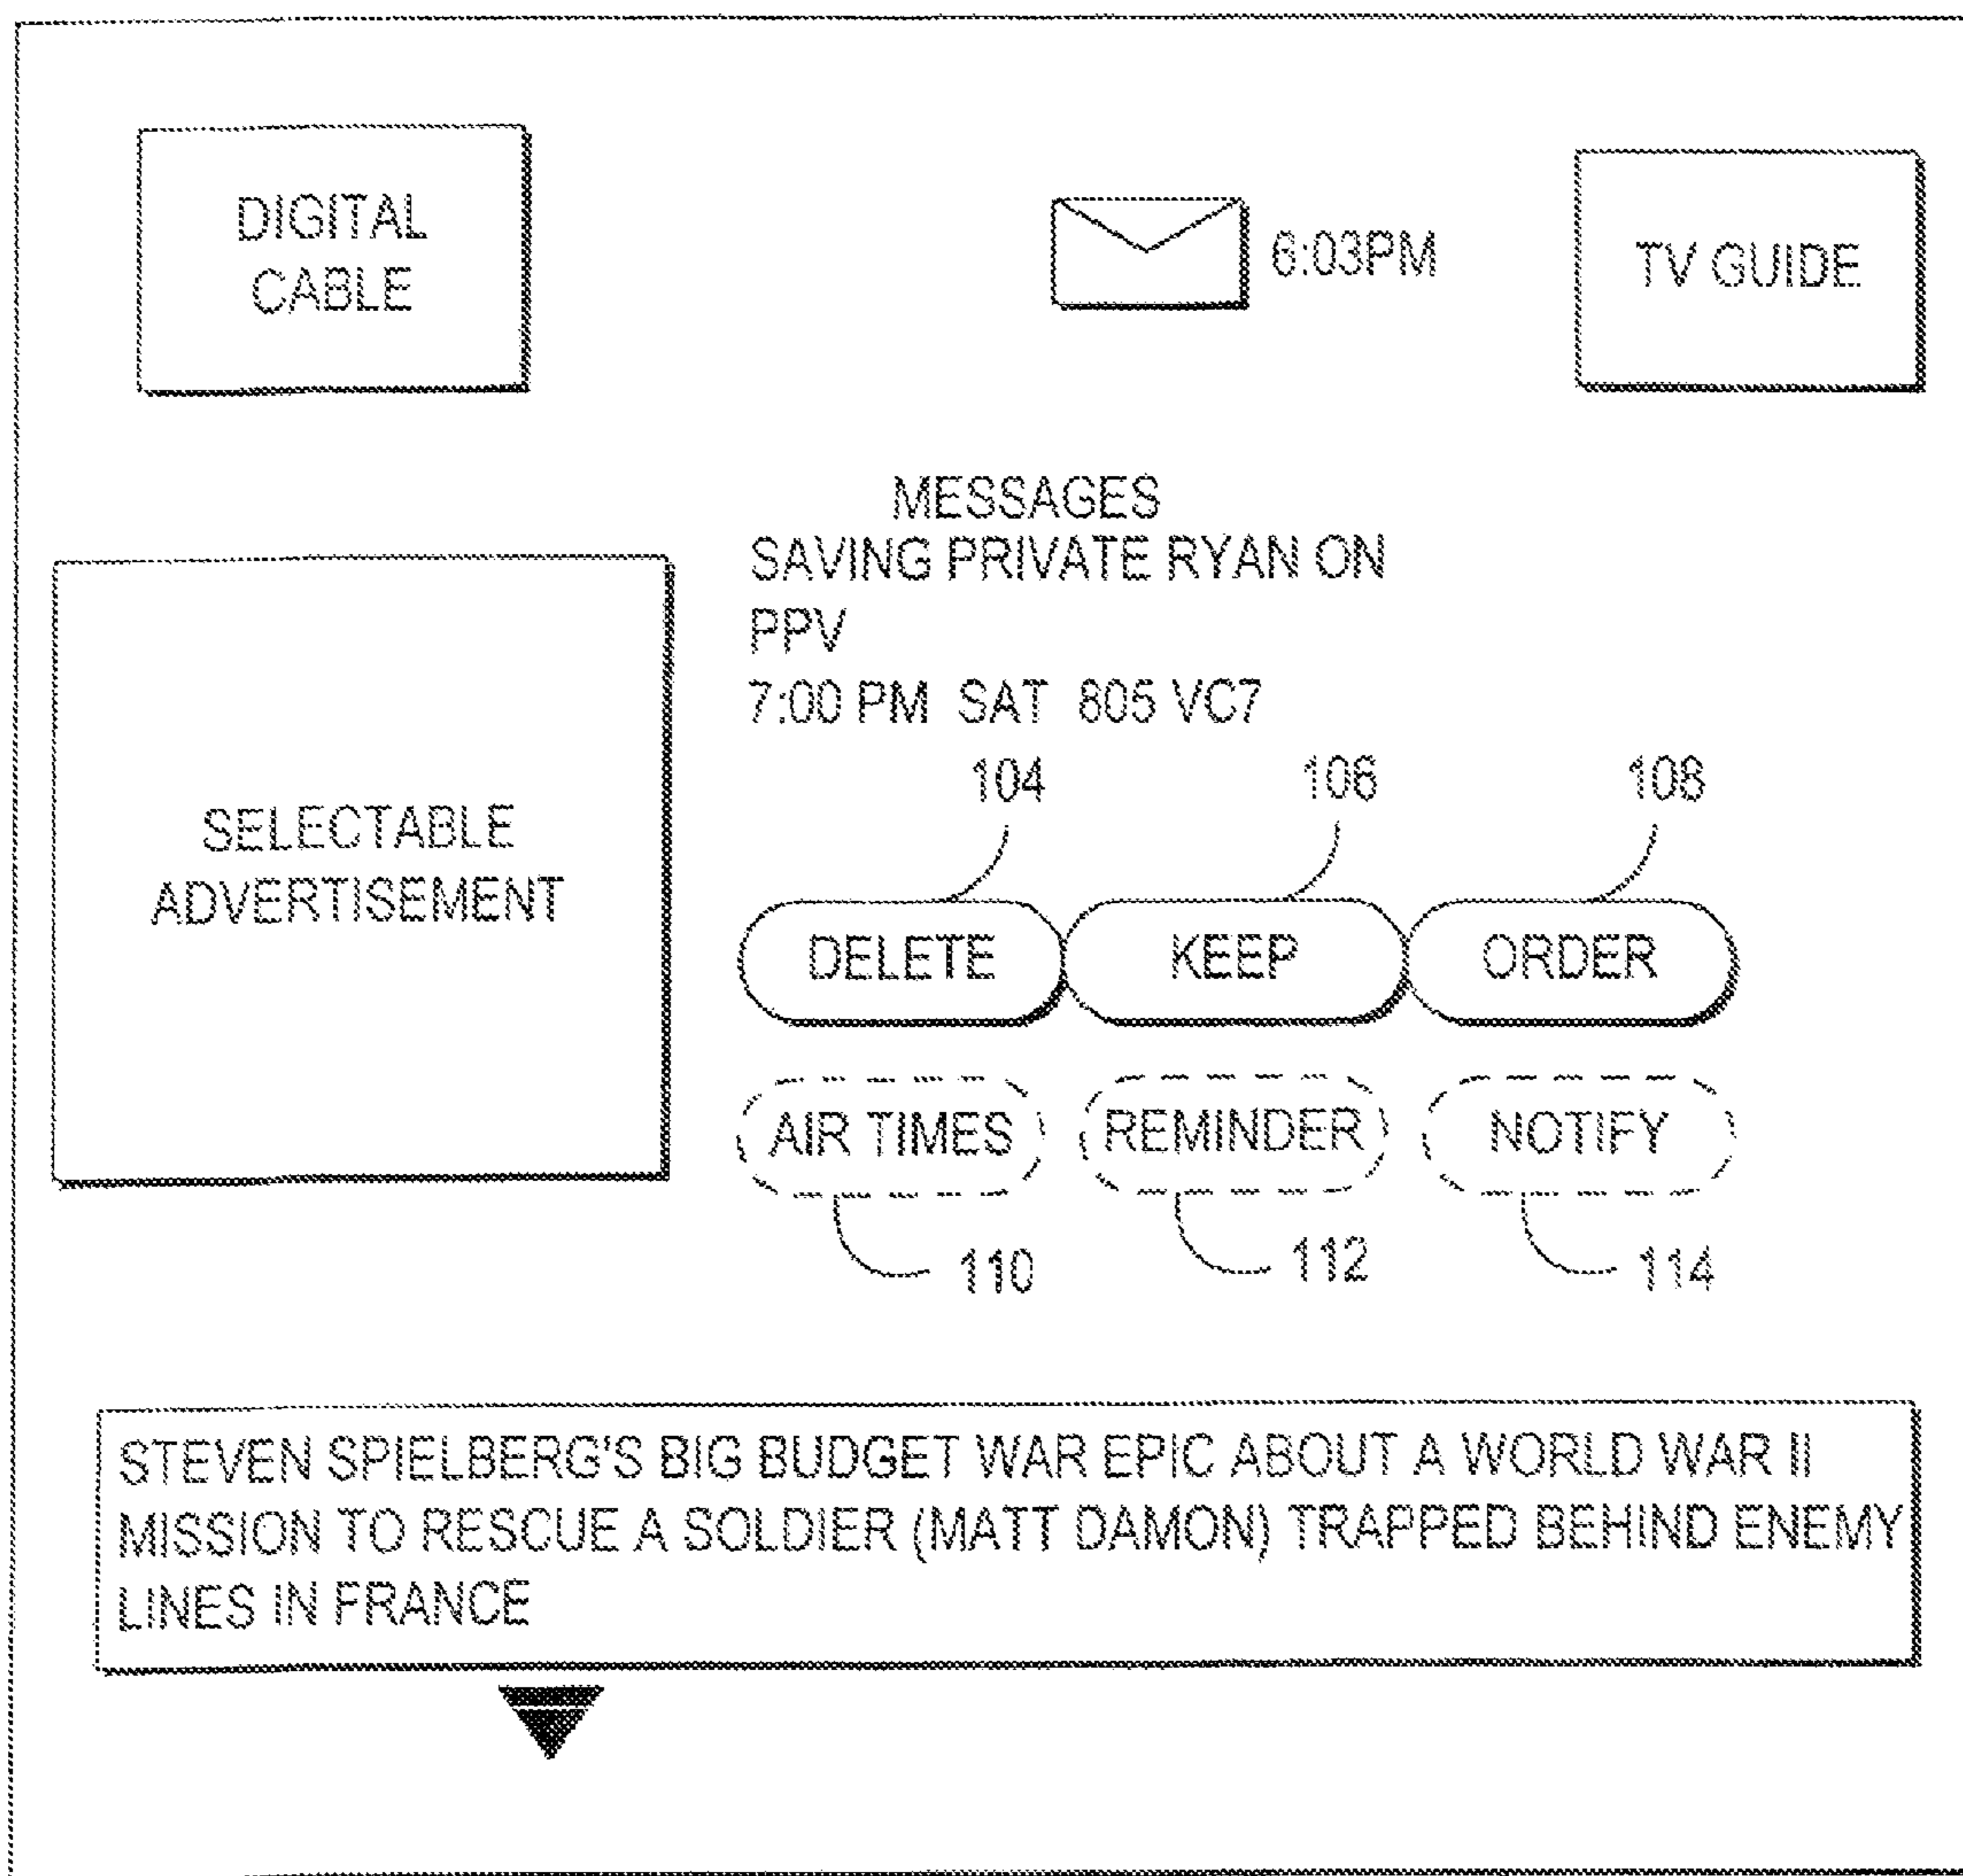 DIGITAL
CABLE
6:03PM
TV GUIDE
MESSAGES
SAVING PRIVATE RYAN ON
PPV
7:00 PM SAT 805 VC7
SELECTABLE
ADVERTISEMENT
104 106 108
DELETE KEEP ORDER
AIR TIMES REMINDER NOTIFY
110 112 114
STEVEN SPIELBERG'S BIG BUDGET WAR EPIC ABOUT A WORLD WAR II
MISSION TO RESCUE A SOLDIER (MATT DAMON) TRAPPED BEHIND ENEMY
LINES IN FRANCE